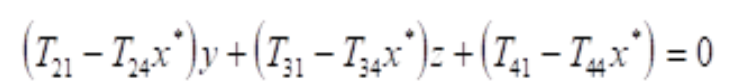 (T₂₁ − T₂₄x*)y + (T₃₁ − T₃₄x*)z + (T₄₁ − T₄₄x*) = 0